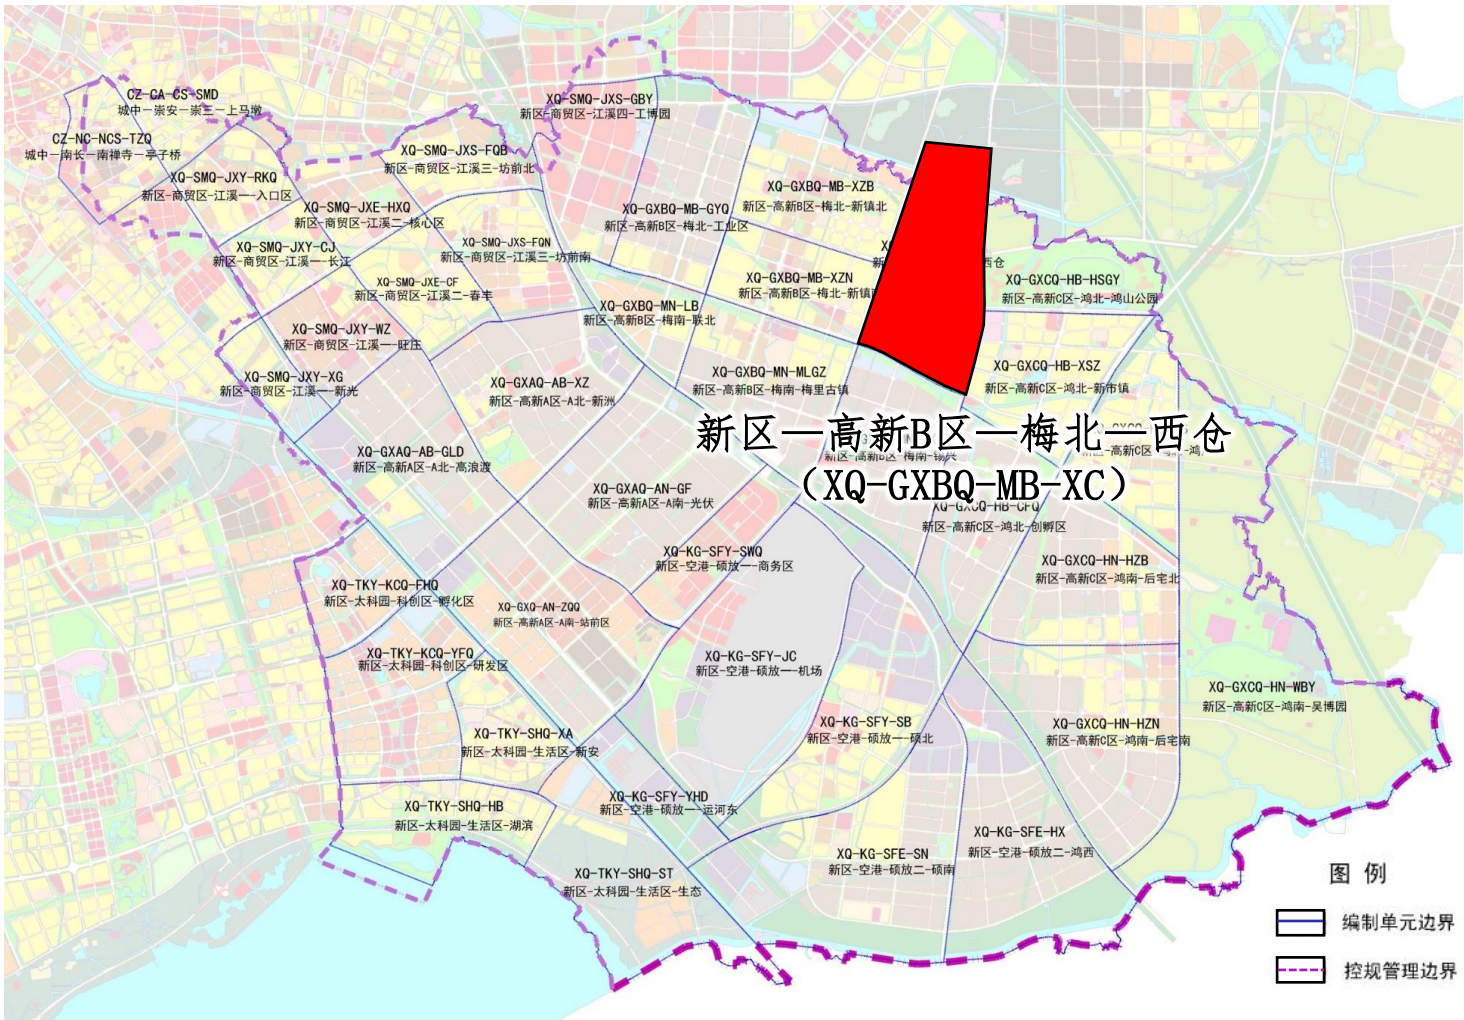 CZ-CA-CS-SMD
城中一崇安一崇三一上马墩
CZ-NC-NCS-TZQ
城中一南长一南禅寺一亭子桥
XQ-SMQ-JXY-RKQ
新区-商贸区-江溪一-入口区
XQ-SMQ-JXS-GBY
新区-商贸区-江溪四-工博园
XQ-SMQ-JXS-FQB
新区-商贸区-江溪三-坊前北
XQ-SMQ-JXE-HXQ
新区-商贸区-江溪二-核心区
XQ-SMQ-JXY-CJ
新区-商贸区-江溪一-长江
XQ-SMQ-JXS-FQN
新区-商贸区-江溪三-坊前南
XQ-SMQ-JXE-CF
新区-商贸区-江溪二-春丰
XQ-GXBQ-MB-GYQ
新区-高新B区-梅北-工业区
XQ-GXBQ-MB-XZB
新区-高新B区-梅北-新镇北
XQ-GXBQ-MB-XZN
新区-高新B区-梅北-新镇
西仓
XQ-GXCQ-HB-HSGY
新区-高新C区-鸿北-鸿山公园
XQ-GXBQ-MN-LB
新区-高新B区-梅南-联北
XQ-SMQ-JXY-WZ
新区-商贸区-江溪一-旺庄
XQ-SMQ-JXY-XG
新区-商贸区-江溪一-新光
XQ-GXAQ-AB-XZ
新区-高新A区-A北-新洲
XQ-GXBQ-MN-MLGZ
新区-高新B区-梅南-梅里古镇
XQ-GXCQ-HB-XSZ
新区-高新C区-鸿北-新市镇
新区—高新B区—梅北—西仓
（XQ-GXBQ-MB-XC）
新区-高新B区-梅南-锡兴
XQ-GXAQ-AB-GLD
新区-高新A区-A北-高浪渡
XQ-GXAQ-AN-GF
新区-高新A区-A南-光伏
XQ-GXCQ-HB-CFQ
新区-高新C区-鸿北-创孵区
XQ-KG-SFY-SWQ
新区-空港-硕放一-商务区
XQ-GXCQ-HN-HZB
新区-高新C区-鸿南-后宅北
XQ-TKY-KCQ-FHQ
新区-太科园-科创区-孵化区
XQ-GXQ-AN-ZQQ
新区-高新A区-A南-站前区
XQ-TKY-KCQ-YFQ
新区-太科园-科创区-研发区
XQ-KG-SFY-JC
新区-空港-硕放一-机场
XQ-GXCQ-HN-WBY
新区-高新C区-鸿南-吴博园
XQ-TKY-SHQ-XA
新区-太科园-生活区-新安
XQ-KG-SFY-SB
新区-空港-硕放一-硕北
XQ-GXCQ-HN-HZN
新区-高新C区-鸿南-后宅南
XQ-TKY-SHQ-HB
新区-太科园-生活区-湖滨
XQ-KG-SFY-YHD
新区-空港-硕放一-运河东
XQ-KG-SFE-HX
新区-空港-硕放二-鸿西
XQ-KG-SFE-SN
新区-空港-硕放二-硕南
XQ-TKY-SHQ-ST
新区-太科园-生活区-生态
图 例
编制单元边界
控规管理边界